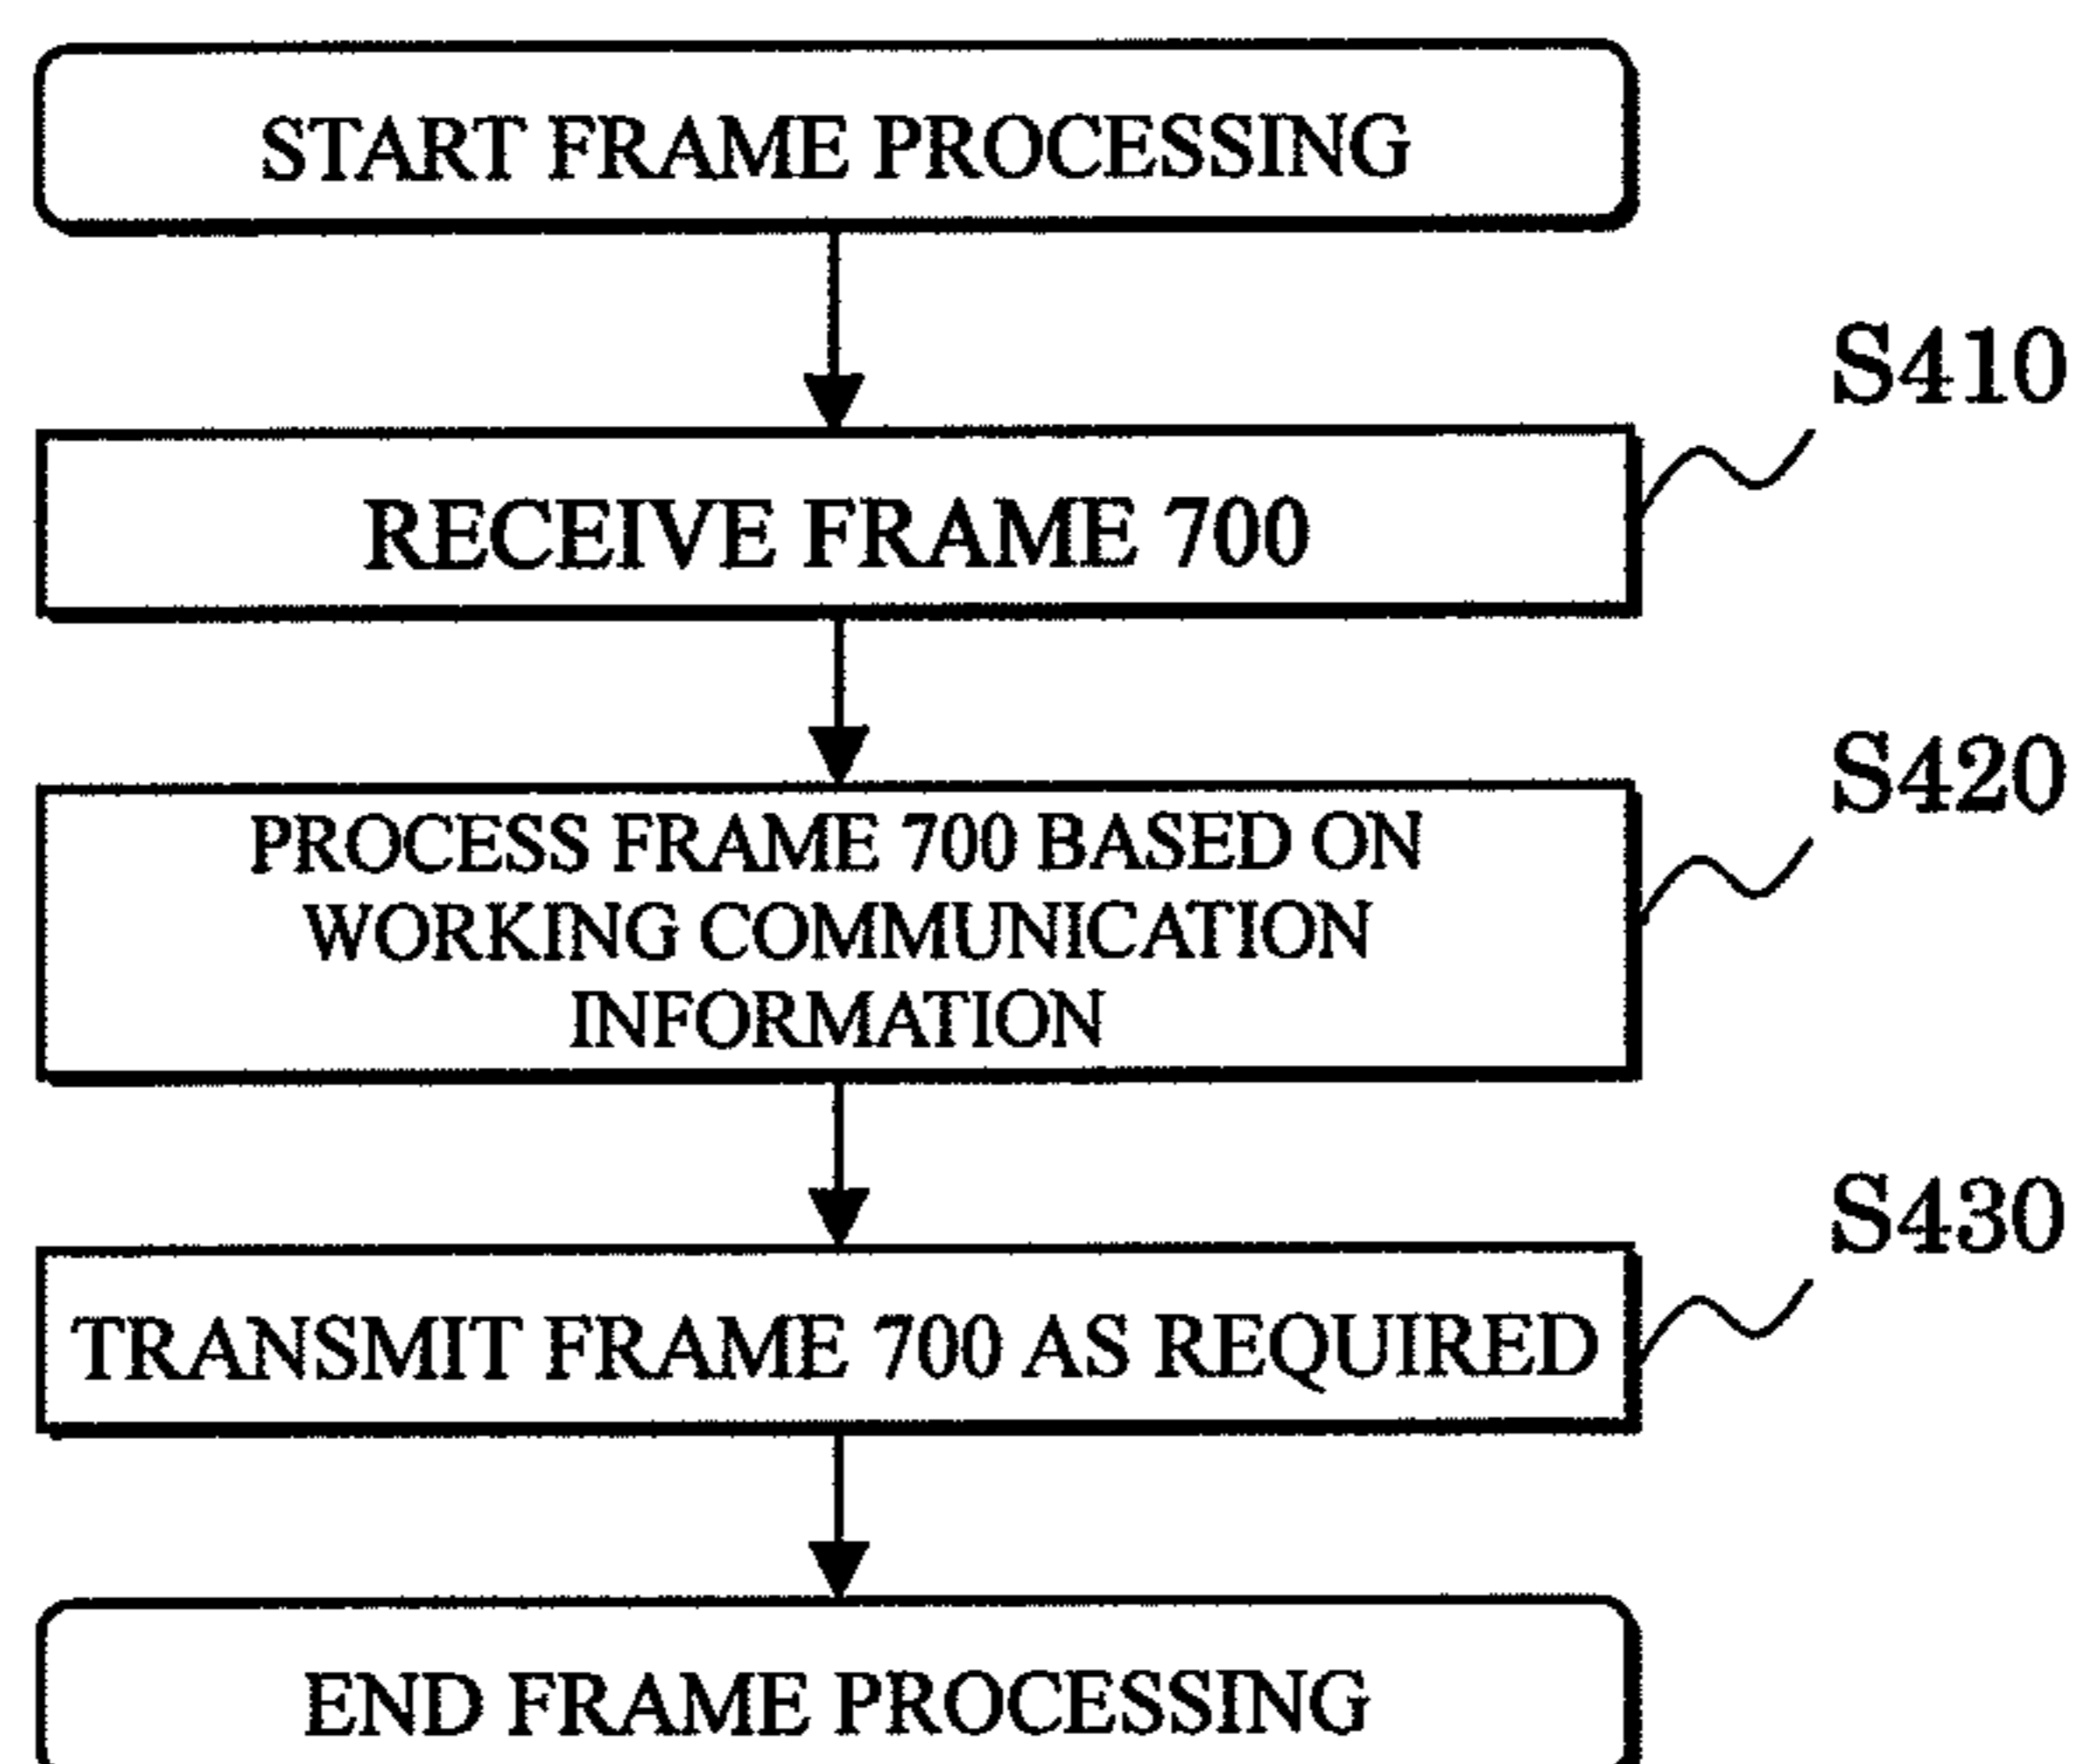 START FRAME PROCESSING
S410
RECEIVE FRAME 700
S420
PROCESS FRAME 700 BASED ON
WORKING COMMUNICATION
INFORMATION
S430
TRANSMIT FRAME 700 AS REQUIRED
END FRAME PROCESSING